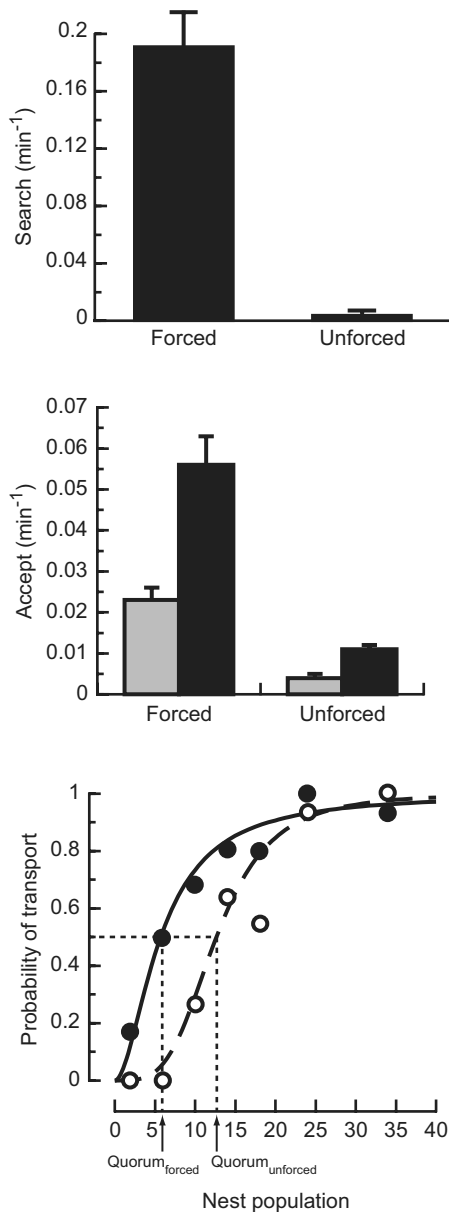 Search (min⁻¹)
0.2
0.16
0.12
0.08
0.04
0
Forced Unforced
Accept (min⁻¹)
0.07
0.06
0.05
0.04
0.03
0.02
0.01
0
Forced Unforced
Probability of transport
1
0.8
0.6
0.4
0.2
0
0 5 10 15 20 25 30 35 40
Quorum_forced Quorum_unforced
Nest population